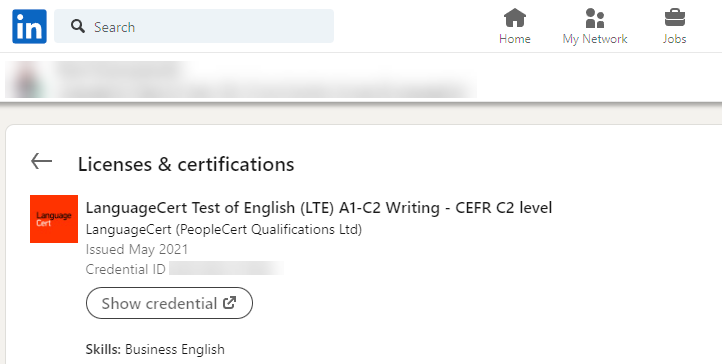 in
Search
Home
My Network
Jobs
Licenses & certifications
Language
Cert
LanguageCert Test of English (LTE) A1-C2 Writing - CEFR C2 level
LanguageCert (PeopleCert Qualifications Ltd)
Issued May 2021
Credential ID
Show credential
Skills: Business English